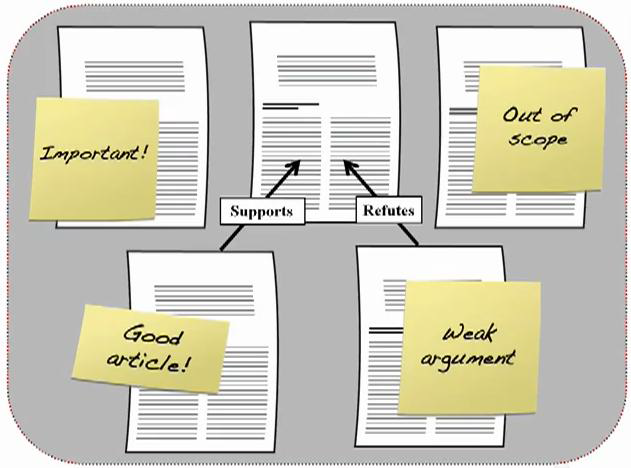 Important!
Out of
scope
Supports
Refutes
Good
article!
Weak
argument